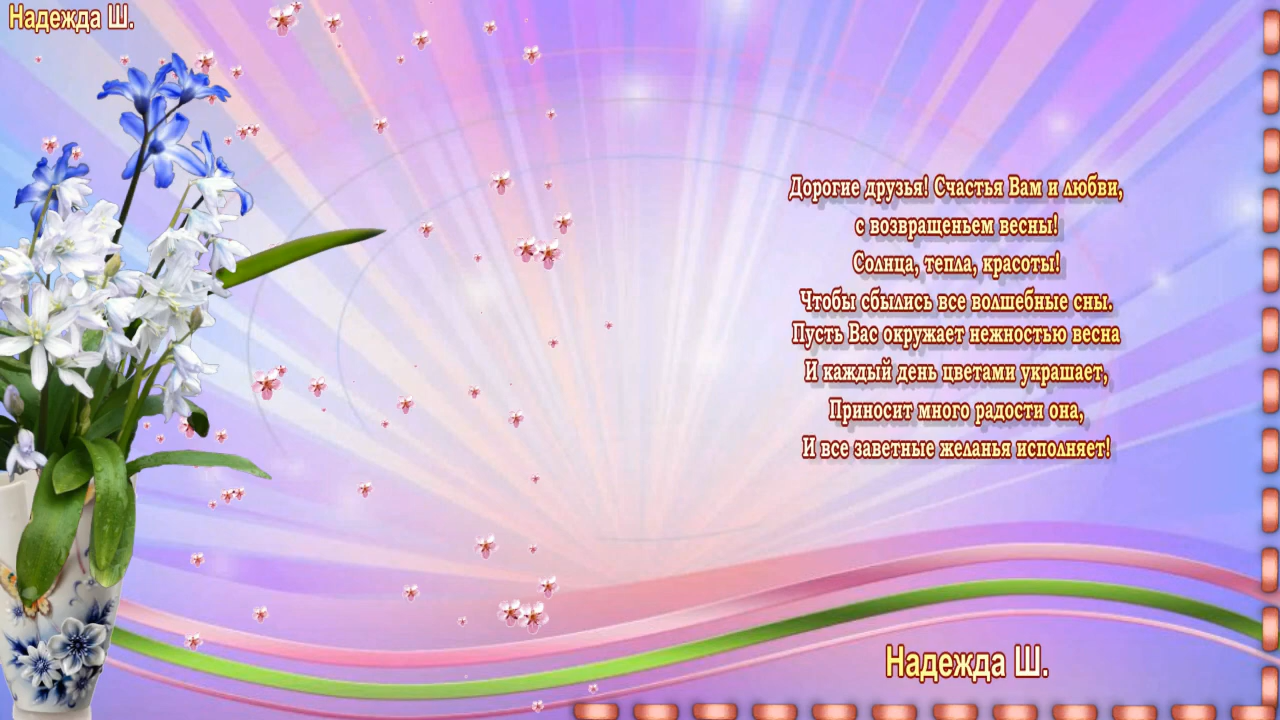 Надежда Ш.
Дорогие друзья! Счастья Вам и любви,
с возвращеньем весны!
Солнца, тепла, красоты!
Чтобы сбылись все волшебные сны.
Пусть Вас окружает нежностью весна
И каждый день цветами украшает,
Приносит много радости она,
И все заветные желанья исполняет!
Надежда Ш.